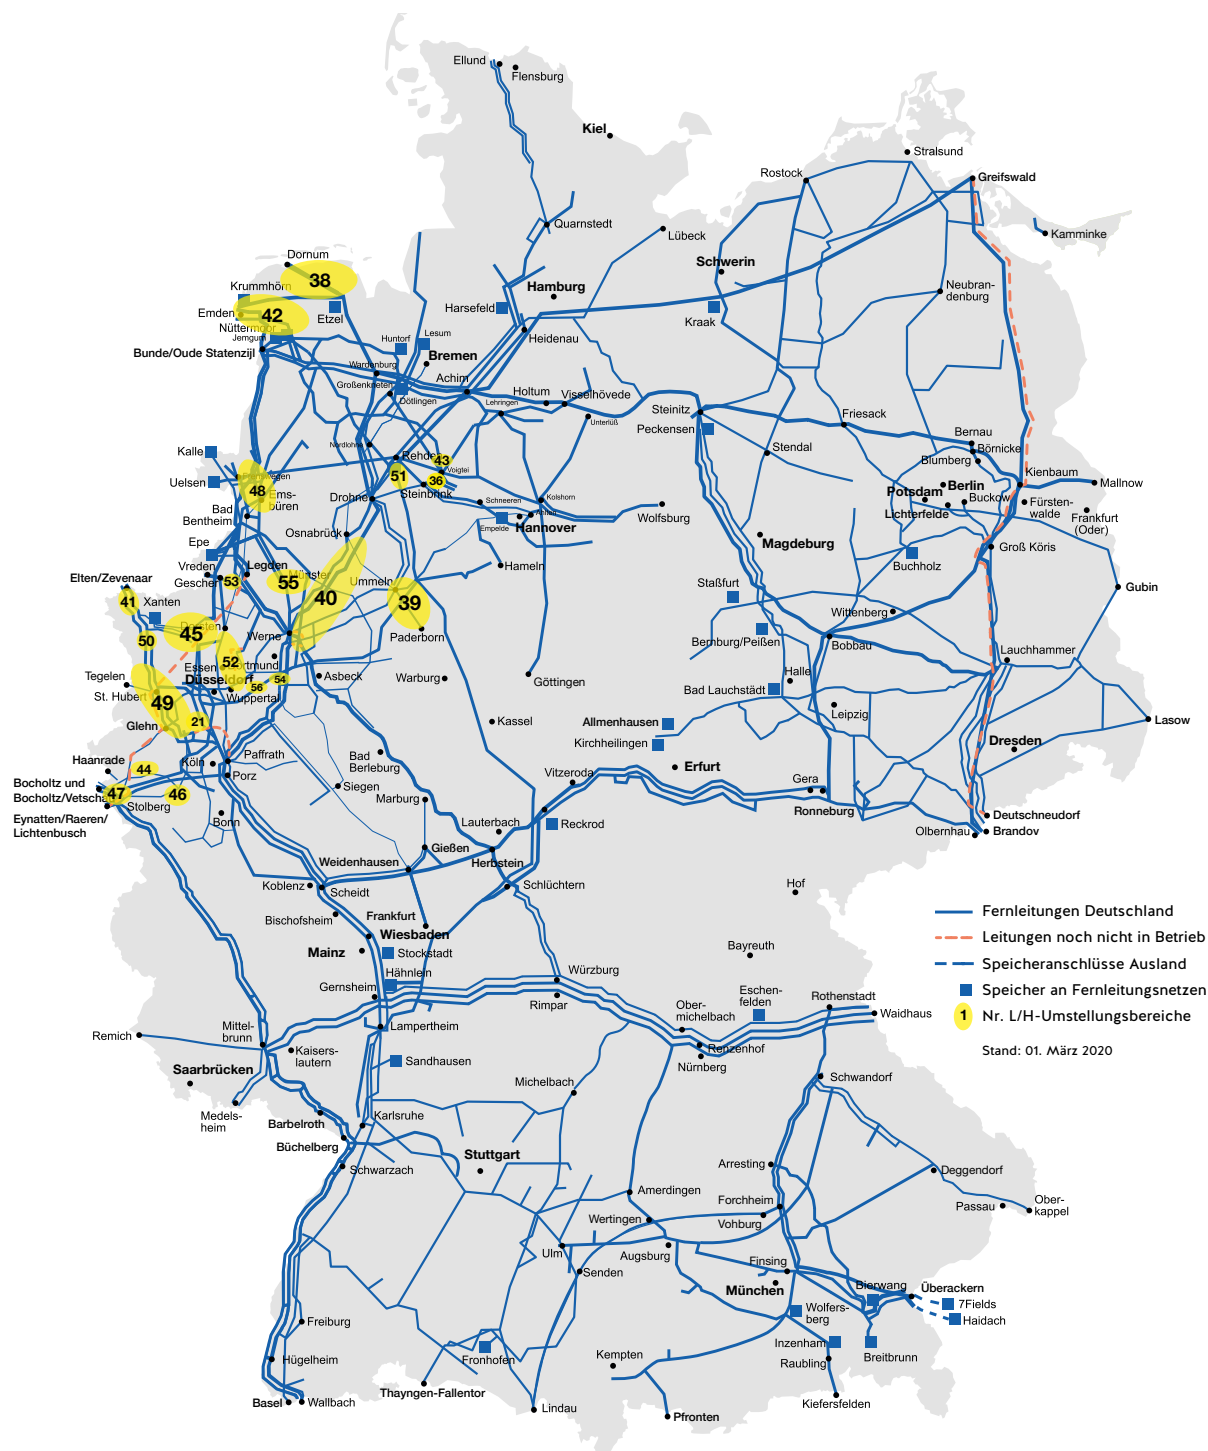 Ellund
Flensburg
Kiel
Stralsund
Rostock
Greifswald
Quarnstedt
Lübeck
Kamminke
Dornum
38
Schwerin
Krummhörn
Hamburg
Neubran-
denburg
Emden
42
Etzel
Harsefeld
Kraak
Nüttermoor
Jemgum
Huntorf
Lesum
Heidenau
Bunde/Oude Statenzijl
Bremen
Wardenburg
Achim
Großenkneten
Dötlingen
Holtum
Visselhövede
Lehringen
Unterlüß
Steinitz
Friesack
Peckensen
Bernau
Börnicke
Nordlohne
Stendal
Blumberg
Kalle
Rehden
43
Voigtei
Kienbaum
Mallnow
Uelsen
48
51
36
Steinbrink
Berlin
Potsdam
Buckow
Ems-
büren
Drohne
Schneeren
Kolshorn
Lichterfelde
Fürsten-
walde
Frankfurt
(Oder)
Bad
Bentheim
Empelde
Ahlten
Hannover
Wolfsburg
Osnabrück
Magdeburg
Epe
Groß Köris
Buchholz
Vreden
Legden
Hameln
Elten/Zevenaar
Gescher
53
55
Münster
Ummeln
Staßfurt
Gubin
41
Xanten
40
39
Wittenberg
Dorsten
45
Paderborn
50
Werne
Bernburg/Peißen
Bobbau
52
Essen
Dortmund
Lauchhammer
Tegelen
Düsseldorf
54
Asbeck
Warburg
Göttingen
Halle
St. Hubert
56
Wuppertal
Bad Lauchstädt
49
Leipzig
Glehn
21
Kassel
Allmenhausen
Lasow
Kirchheilingen
Dresden
Haanrade
44
Köln
Paffrath
Bad
Berleburg
Porz
Vitzeroda
Erfurt
Gera
Bocholtz und
Bocholtz/Vetschau
47
46
Siegen
Marburg
Ronneburg
Stolberg
Eynatten/Raeren/
Lichtenbusch
Bonn
Lauterbach
Reckrod
Deutschneudorf
Olbernhau
Brandov
Gießen
Weidenhausen
Herbstein
Koblenz
Scheidt
Schlüchtern
Hof
Bischofsheim
Frankfurt
Fernleitungen Deutschland
Wiesbaden
Leitungen noch nicht in Betrieb
Mainz
Stockstadt
Bayreuth
Speicheranschlüsse Ausland
Hähnlein
Würzburg
Gernsheim
Eschen-
felden
Speicher an Fernleitungsnetzen
Rimpar
Ober-
michelbach
Rothenstadt
1
Nr. L/H-Umstellungsbereiche
Waidhaus
Lampertheim
Remich
Mittel-
brunn
Kaisers-
lautern
Renzenhof
Stand: 01. März 2020
Sandhausen
Nürnberg
Saarbrücken
Michelbach
Schwandorf
Medels-
heim
Barbelroth
Karlsruhe
Büchelberg
Stuttgart
Schwarzach
Arresting
Deggendorf
Amerdingen
Forchheim
Passau
Ober-
kappel
Wertingen
Vohburg
Ulm
Augsburg
Finsing
Senden
München
Bierwang
Überackern
7Fields
Wolfers-
berg
Haidach
Freiburg
Inzenham
Hügelheim
Fronhofen
Kempten
Raubling
Breitbrunn
Thayngen-Fallentor
Basel
Wallbach
Lindau
Kiefersfelden
Pfronten